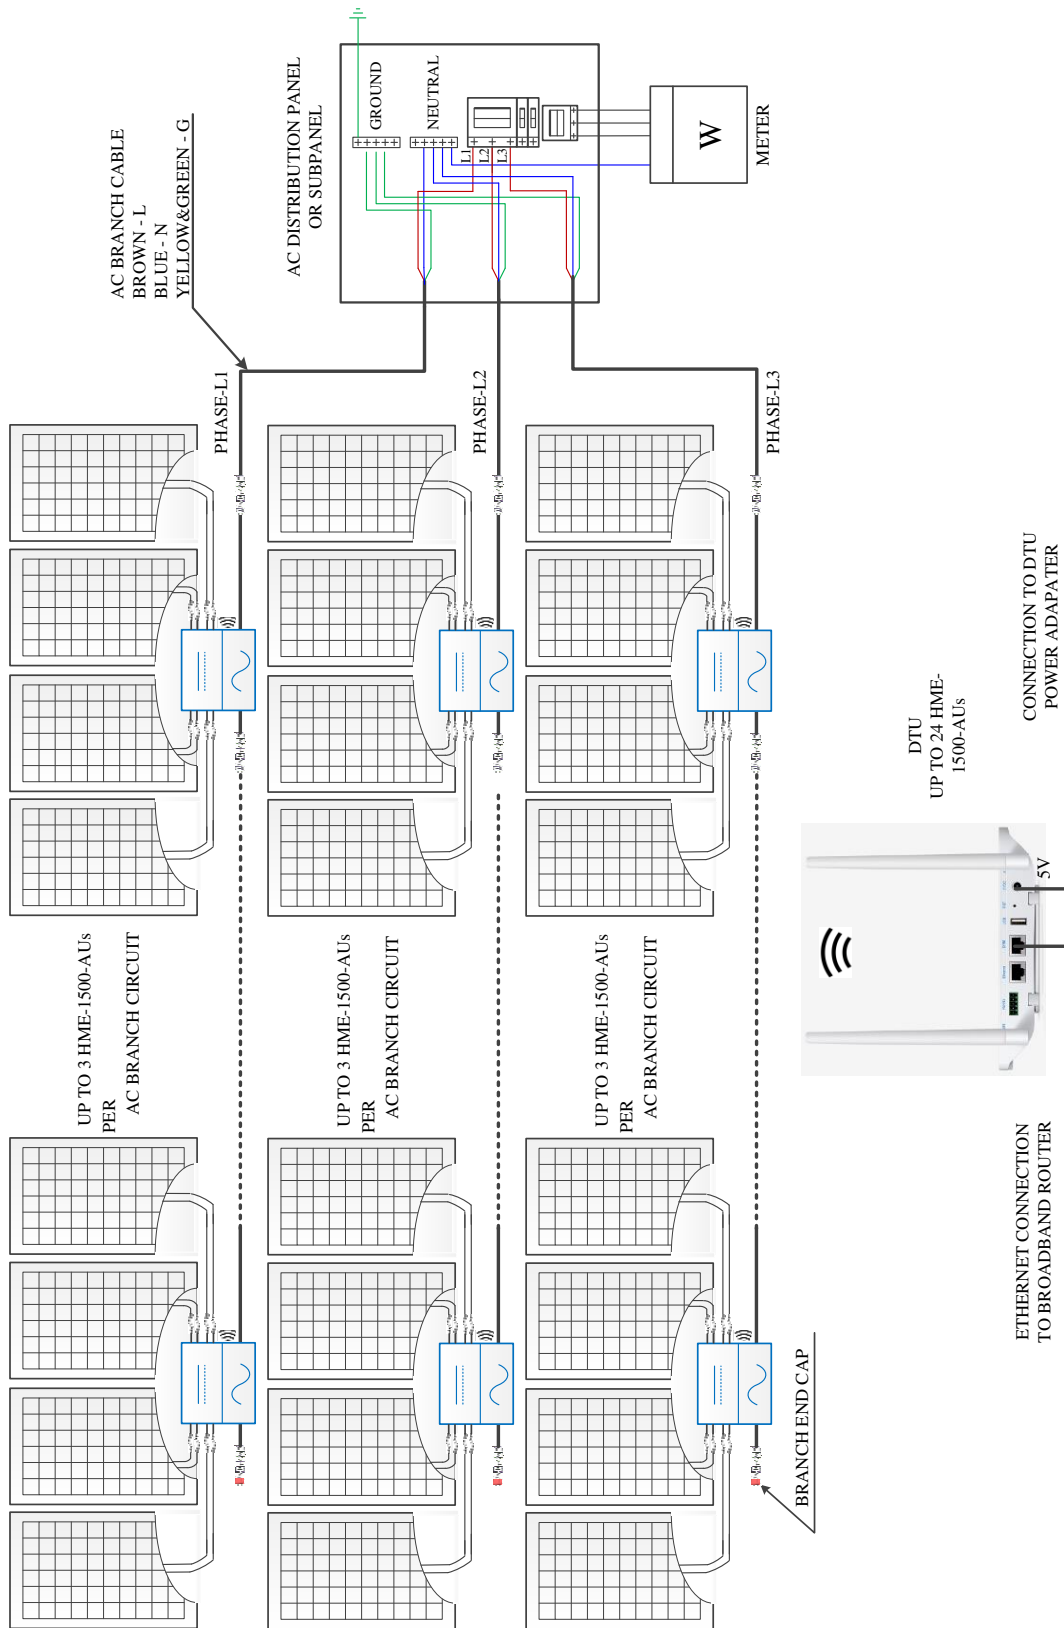 AC BRANCH CABLE
BROWN - L
BLUE - N
YELLOW&GREEN - G
AC DISTRIBUTION PANEL
OR SUBPANEL
GROUND
NEUTRAL
L1
L2
L3
W
METER
PHASE-L1
PHASE-L2
PHASE-L3
UP TO 3 HME-1500-AUs
PER
AC BRANCH CIRCUIT
UP TO 3 HME-1500-AUs
PER
AC BRANCH CIRCUIT
UP TO 3 HME-1500-AUs
PER
AC BRANCH CIRCUIT
DTU
UP TO 24 HME-
1500-AUs
CONNECTION TO DTU
POWER ADAPATER
5V
ETHERNET CONNECTION
TO BROADBAND ROUTER
BRANCH END CAP